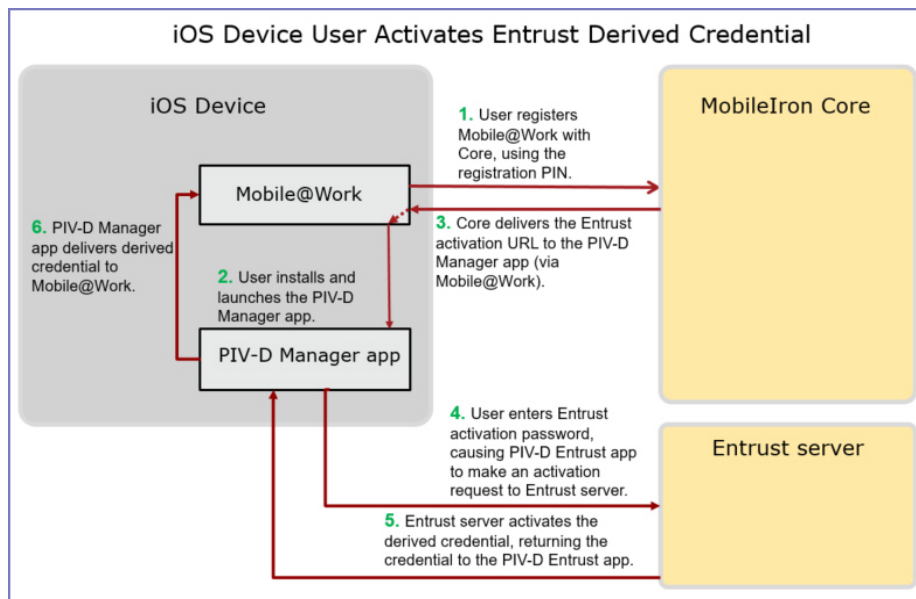 iOS Device User Activates Entrust Derived Credential
iOS Device
MobileIron Core
1. User registers
Mobile@Work with
Core, using the
registration PIN.
Mobile@Work
3. Core delivers the Entrust
activation URL to the PIV-D
Manager app (via
Mobile@Work).
6. PIV-D Manager
app delivers derived
credential to
Mobile@Work.
2. User installs and
launches the PIV-D
Manager app.
PIV-D Manager app
4. User enters Entrust
activation password,
causing PIV-D Entrust app
to make an activation
request to Entrust server.
Entrust server
5. Entrust server activates the
derived credential, returning the
credential to the PIV-D Entrust app.